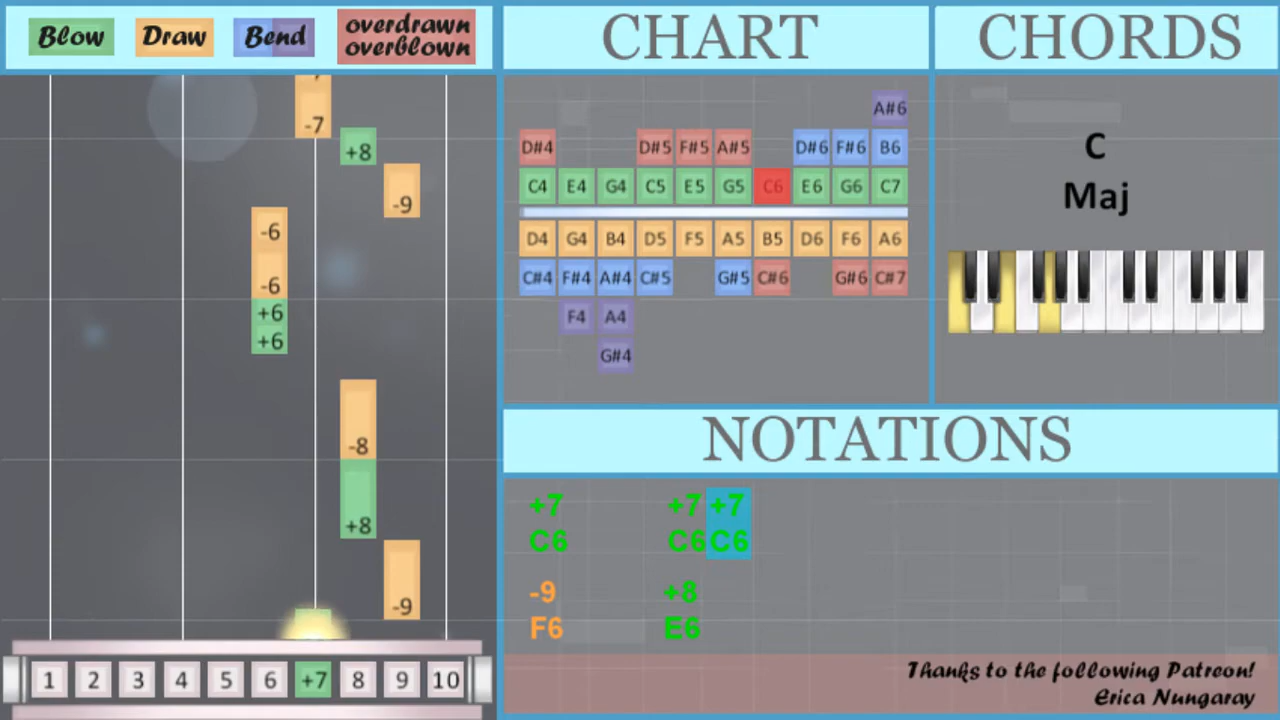 Blow Draw Bend overdrawn
overblown
CHART
CHORDS
-7
-7
+8
-9
-6
-6
+6
+6
-8
+8
-9
1 2 3 4 5 6 +7 8 9 10
A#6
D#4 D#5 F#5 A#5 D#6 F#6 B6
C4 E4 G4 C5 E5 G5 C6 E6 G6 C7
D4 G4 B4 D5 F5 A5 B5 D6 F6 A6
C#4 F#4 A#4 C#5 G#5 C#6 G#6 C#7
F4 A4
G#4
C
Maj
NOTATIONS
+7 +7 +7
C6 C6 C6
-9 +8
F6 E6
Thanks to the following Patreon!
Erica Nungaray